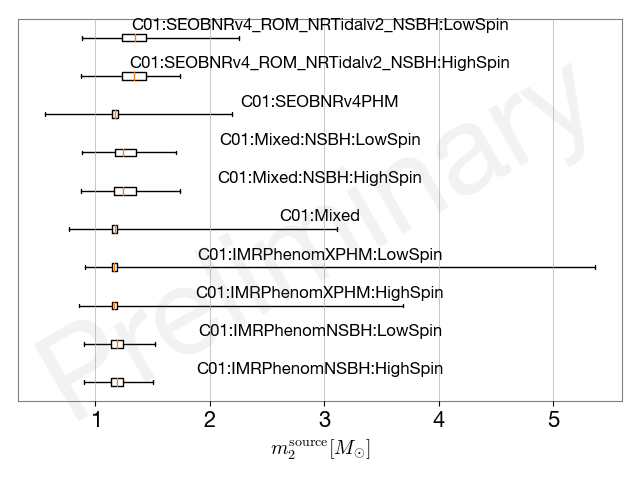 C01:SEOBNRv4_ROM_NRTidalv2_NSBH:LowSpin
C01:SEOBNRv4_ROM_NRTidalv2_NSBH:HighSpin
C01:SEOBNRv4PHM
C01:Mixed:NSBH:LowSpin
C01:Mixed:NSBH:HighSpin
C01:Mixed
C01:IMRPhenomXPHM:LowSpin
C01:IMRPhenomXPHM:HighSpin
C01:IMRPhenomNSBH:LowSpin
C01:IMRPhenomNSBH:HighSpin
Preliminary
1 2 3 4 5
m₂^source [M⊙]